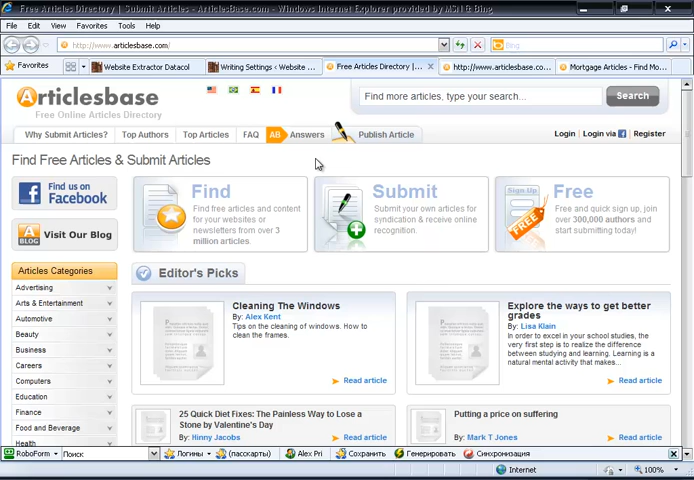 Free Articles Directory | Submit Articles - ArticlesBase.com - Windows Internet Explorer provided by MSN & Bing
http://www.articlesbase.com/
Bing
File Edit View Favorites Tools Help
Favorites
Website Extractor Datacol
Writing Settings ‹ Website ...
Free Articles Directory |...
http://www.articlesbase.co...
Mortgage Articles - Find Mo...
Articlesbase
Free Online Articles Directory
Find more articles, type your search...
Search
Why Submit Articles? Top Authors Top Articles FAQ AB Answers Publish Article
Login Login via f Register
Find Free Articles & Submit Articles
Find us on
Facebook
Visit Our Blog
A
BLOG
Find
Find free articles and content
for your websites or
newsletters from over 3
million articles.
Submit
Submit your own articles for
syndication & receive online
recognition.
Sign Up
FREE
Free
Free and quick sign up, join
over 300,000 authors and
start submitting today!
Articles Categories
Advertising
Arts & Entertainment
Automotive
Beauty
Business
Careers
Computers
Education
Finance
Food and Beverage
Health
Editor's Picks
Cleaning The Windows
By: Alex Kent
Tips on the cleaning of windows. How to
clean the frames.
Read article
Explore the ways to get better
grades
By: Lisa Klain
In order to excel in your school studies, the
very first step is to realize the difference
between studying and learning. Learning is a
natural mental activity that makes...
Read article
25 Quick Diet Fixes: The Painless Way to Lose a
Stone by Valentine's Day
By: Hinny Jacobs
Read article
Putting a price on suffering
By: Mark T Jones
Read article
RoboForm Поиск Логины (пасскарты) Alex Pri Сохранить Генерировать Синхронизация
Internet 100%